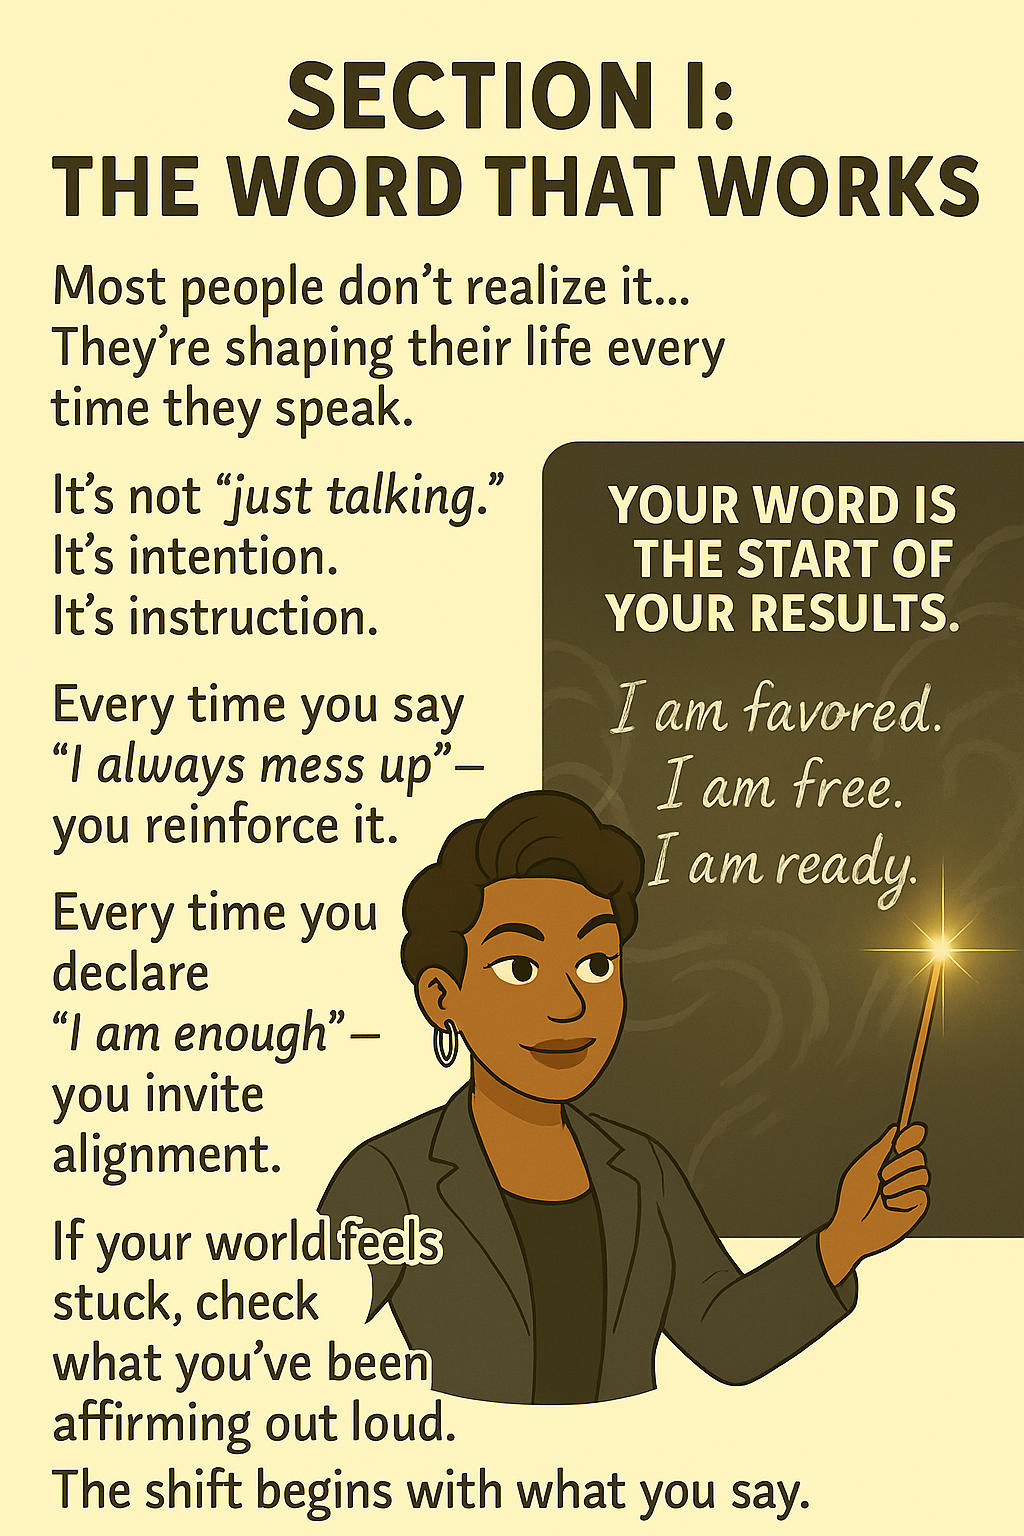 SECTION I:
THE WORD THAT WORKS
Most people don't realize it...
They're shaping their life every
time they speak.
It's not “just talking.”
It's intention.
It's instruction.
Every time you say
“I always mess up”–
you reinforce it.
Every time you
declare
“I am enough” –
you invite
alignment.
If your world feels
stuck, check
what you've been
affirming out loud.
The shift begins with what you say.
YOUR WORD IS
THE START OF
YOUR RESULTS.
I am favored.
I am free.
I am ready.